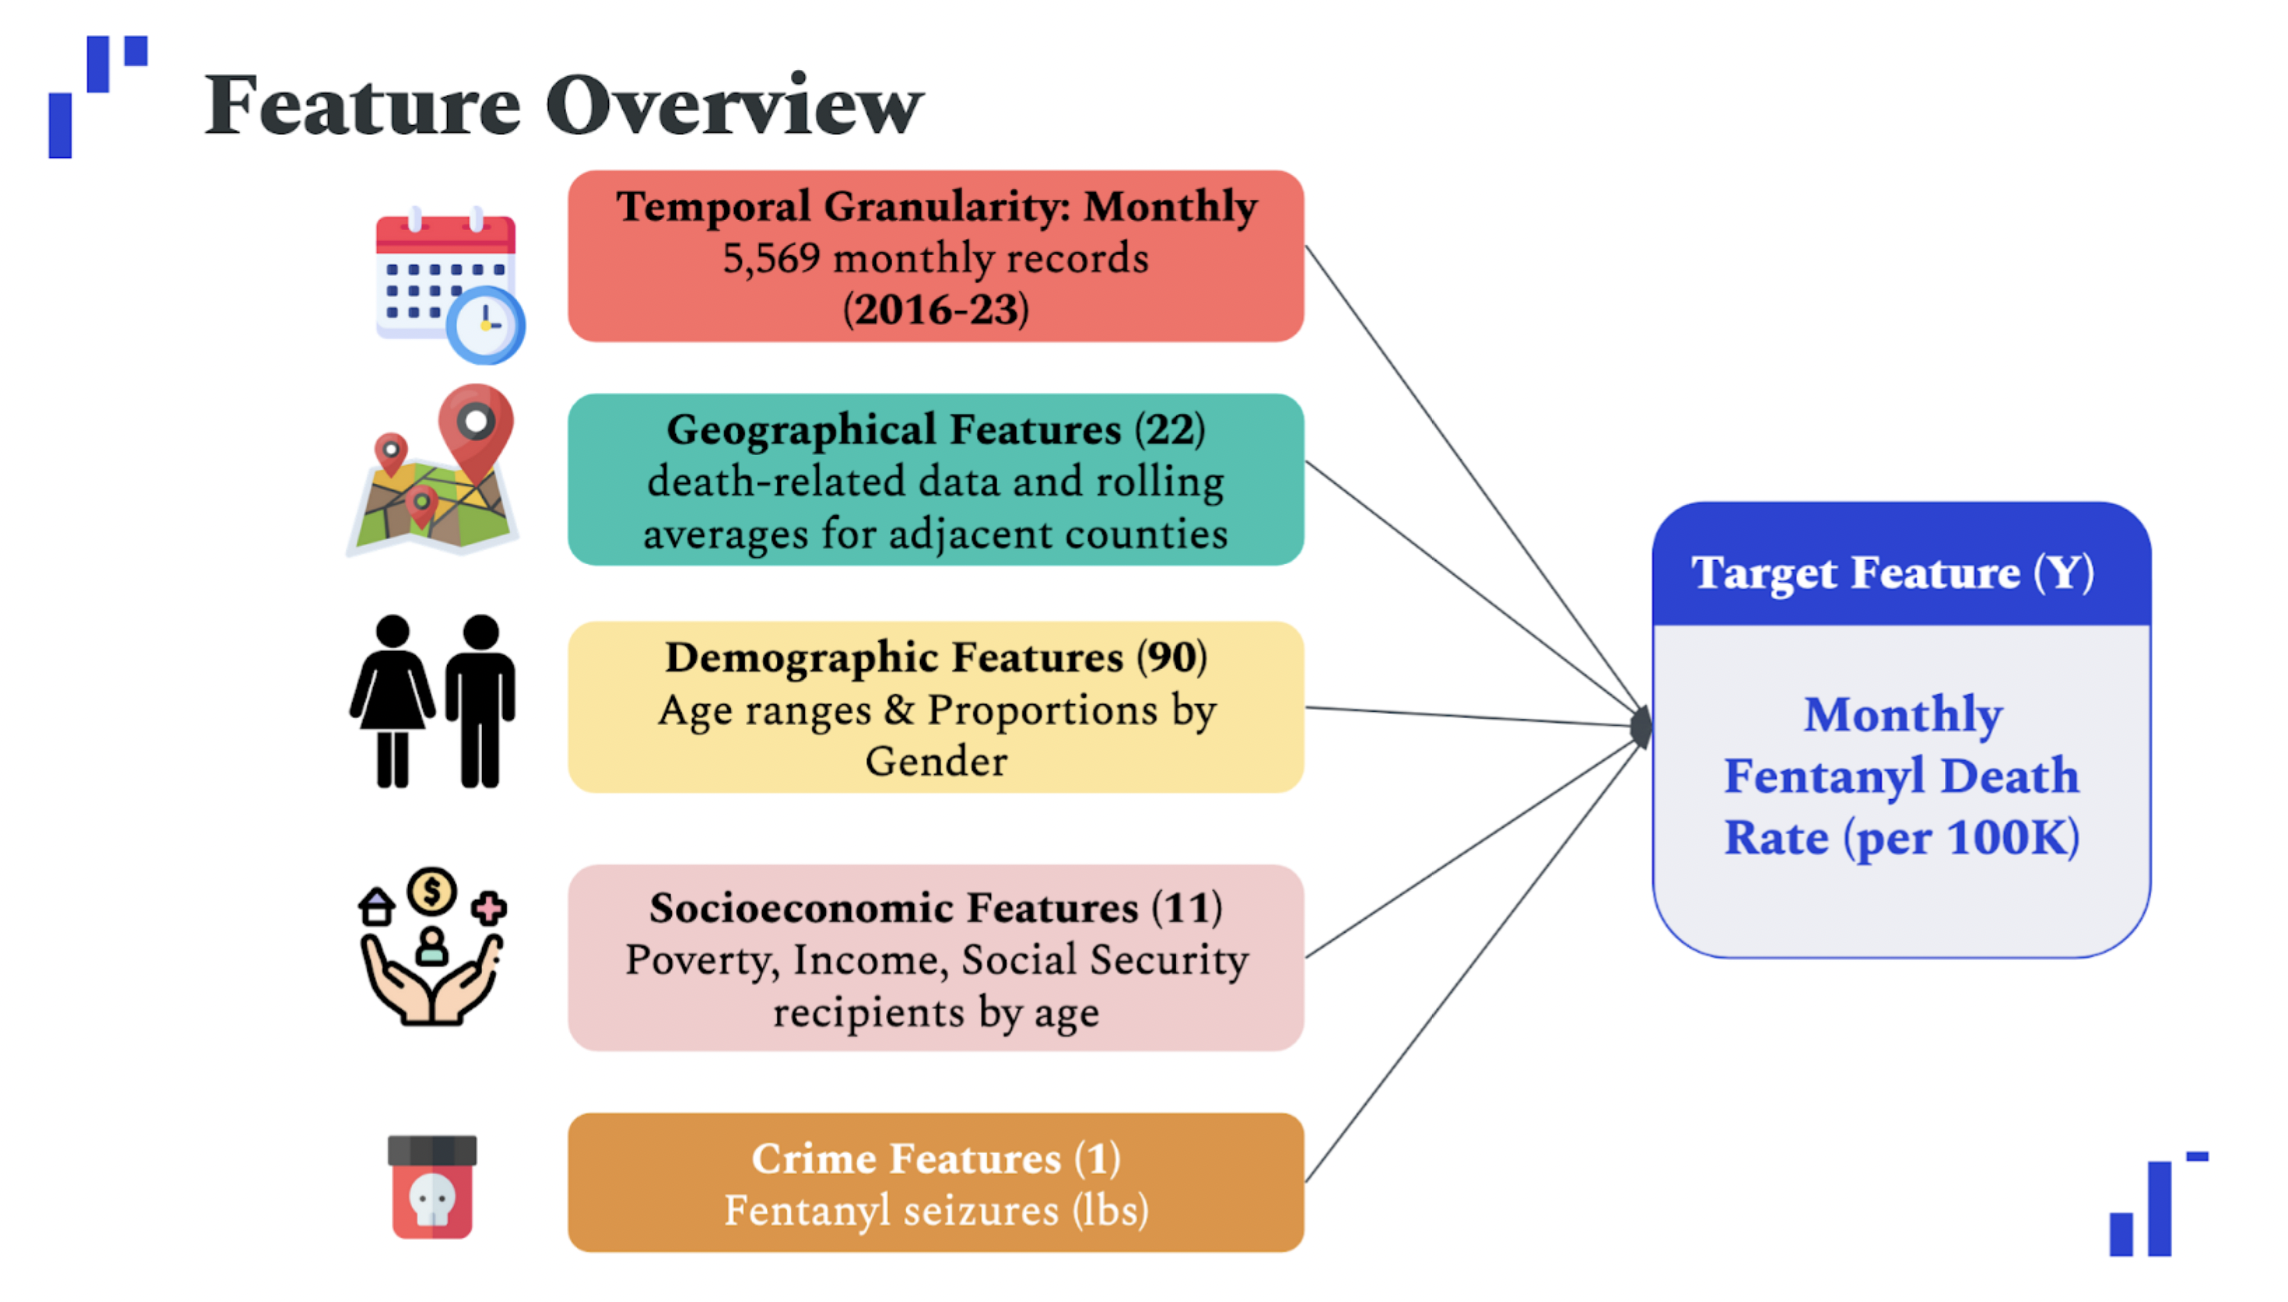 Feature Overview
Temporal Granularity: Monthly
5,569 monthly records
(2016-23)
Geographical Features (22)
death-related data and rolling
averages for adjacent counties
Demographic Features (90)
Age ranges & Proportions by
Gender
Socioeconomic Features (11)
Poverty, Income, Social Security
recipients by age
Crime Features (1)
Fentanyl seizures (lbs)
Target Feature (Y)
Monthly
Fentanyl Death
Rate (per 100K)